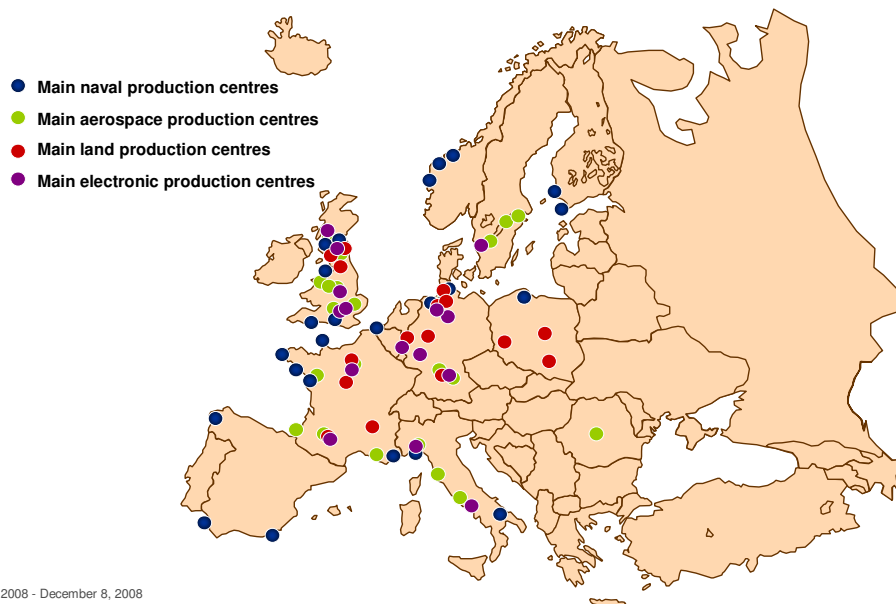 Main naval production centres
Main aerospace production centres
Main land production centres
Main electronic production centres
2008 - December 8, 2008